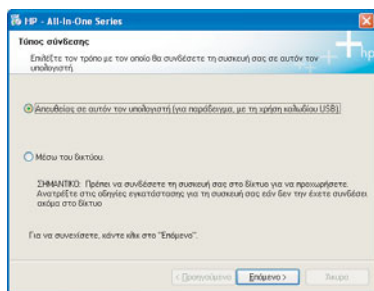 HP - All-In-One Series
Τύπος σύνδεσης
Επιλέξτε τον τρόπο με τον οποίο θα συνδέσετε τη συσκευή σας σε αυτόν τον
υπολογιστή
hp
Απευθείας σε αυτόν τον υπολογιστή (για παράδειγμα, με τη χρήση καλωδίου USB)
Μέσω του δικτύου
ΣΗΜΑΝΤΙΚΟ: Πρέπει να συνδέσετε τη συσκευή σας στο δίκτυο για να προχωρήσετε.
Ανατρέξτε στις οδηγίες εγκατάστασης για τη συσκευή σας εάν δεν την έχετε συνδέσει
ακόμα στο δίκτυο
Για να συνεχίσετε, κάντε κλικ στο "Επόμενο".
< Προηγούμενο Επόμενο > Άκυρο